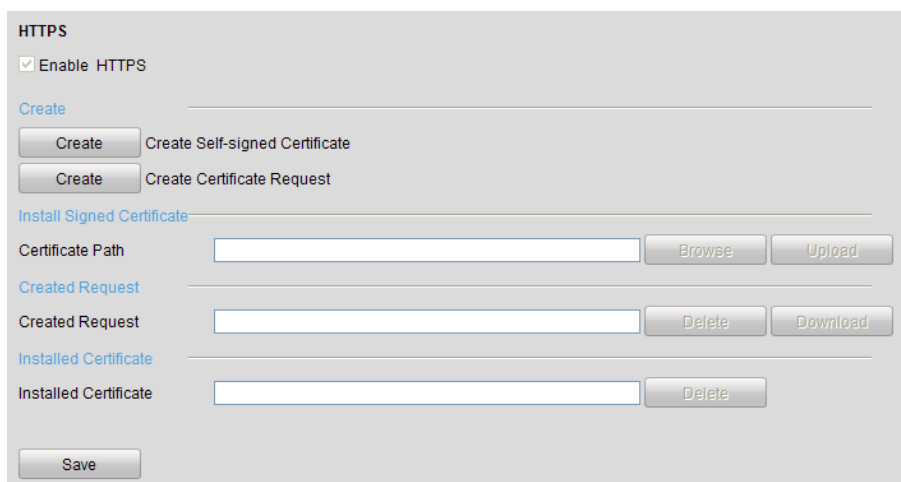 HTTPS
Enable HTTPS
Create
Create Create Self-signed Certificate
Create Create Certificate Request
Install Signed Certificate
Certificate Path Browse Upload
Created Request
Created Request Delete Download
Installed Certificate
Installed Certificate Delete
Save